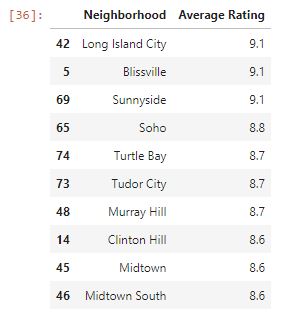 [36]: Neighborhood Average Rating
42 Long Island City 9.1
5 Blissville 9.1
69 Sunnyside 9.1
65 Soho 8.8
74 Turtle Bay 8.7
73 Tudor City 8.7
48 Murray Hill 8.7
14 Clinton Hill 8.6
45 Midtown 8.6
46 Midtown South 8.6